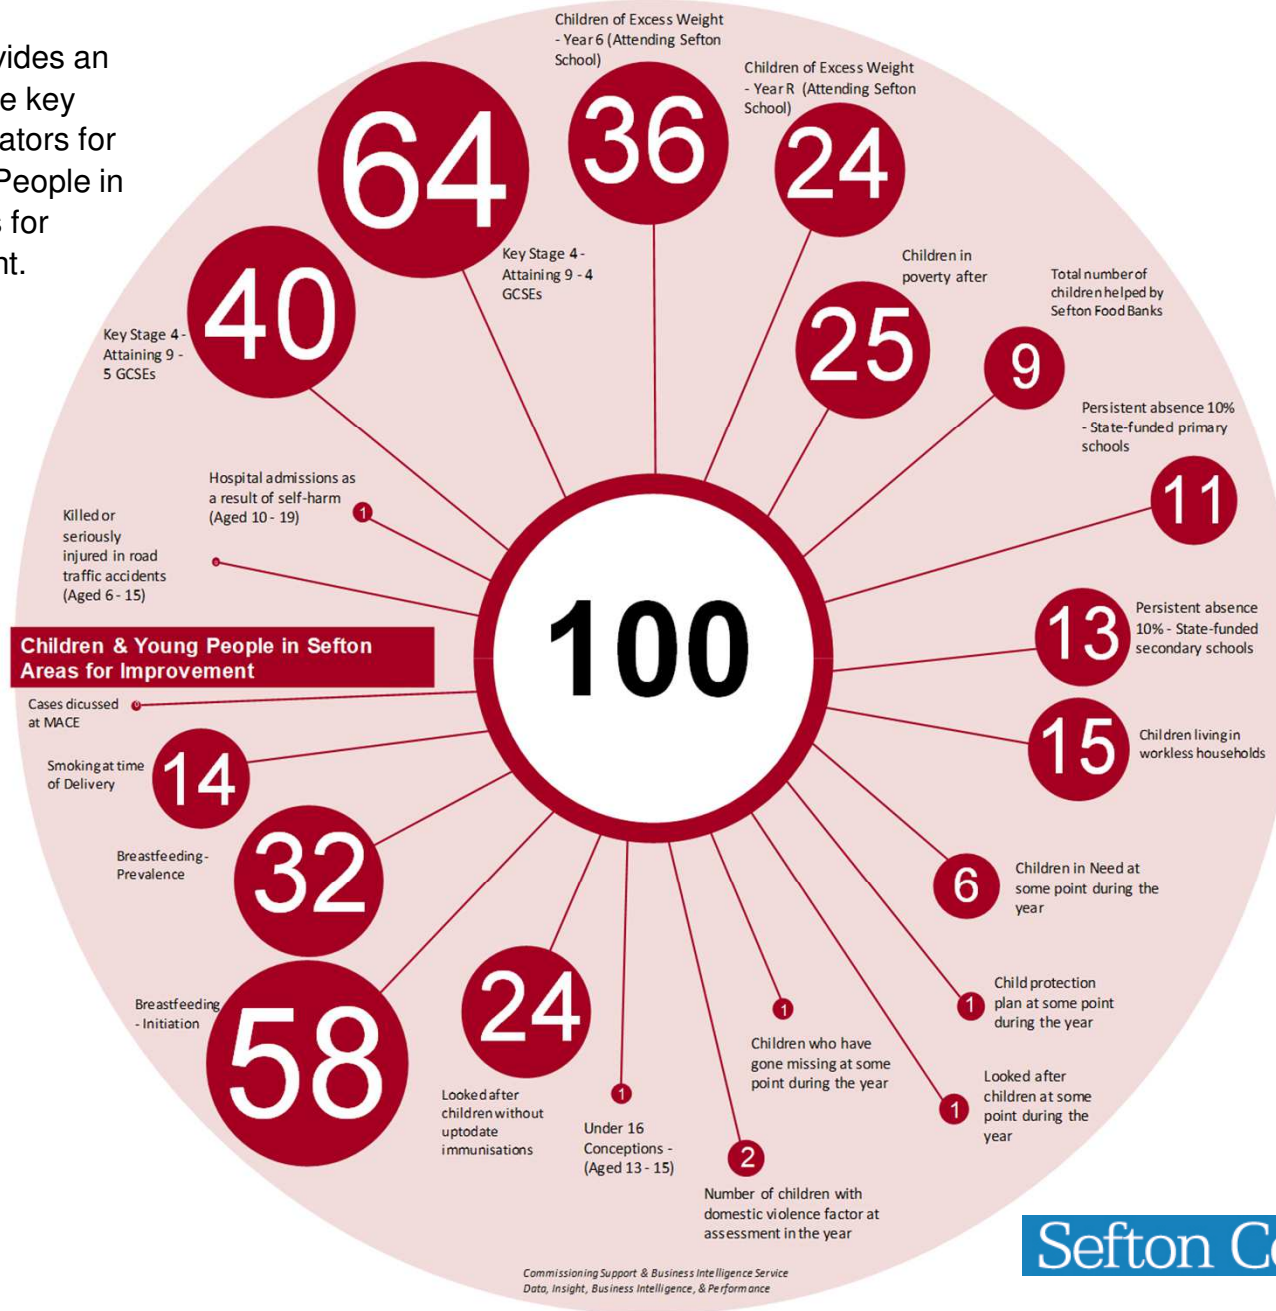 vides an
e key
ators for
People in
s for
nt.
Children of Excess Weight
- Year 6 (Attending Sefton
School)
36
Children of Excess Weight
- Year R (Attending Sefton
School)
24
64
Key Stage 4 -
Attaining 9 - 4
GCSEs
Children in
poverty after
25
Total number of
children helped by
Sefton Food Banks
9
40
Key Stage 4 -
Attaining 9 -
5 GCSEs
Persistent absence 10%
- State-funded primary
schools
11
Hospital admissions as
a result of self-harm
(Aged 10 - 19)
1
Killed or
seriously
injured in road
traffic accidents
(Aged 6 - 15)
100
13
Persistent absence
10% - State-funded
secondary schools
Children & Young People in Sefton
Areas for Improvement
Cases dicussed
at MACE
0
15
Children living in
workless households
Smoking at time
of Delivery
14
Breastfeeding -
Prevalence
32
6
Children in Need at
some point during the
year
Breastfeeding
- Initiation
58
24
Looked after
children without
uptodate
immunisations
1
Under 16
Conceptions -
(Aged 13 - 15)
2
Number of children with
domestic violence factor at
assessment in the year
1
Children who have
gone missing at some
point during the year
1
Child protection
plan at some point
during the year
1
Looked after
children at some
point during the
year
Commissioning Support & Business Intelligence Service
Data, Insight, Business Intelligence, & Performance
Sefton Co